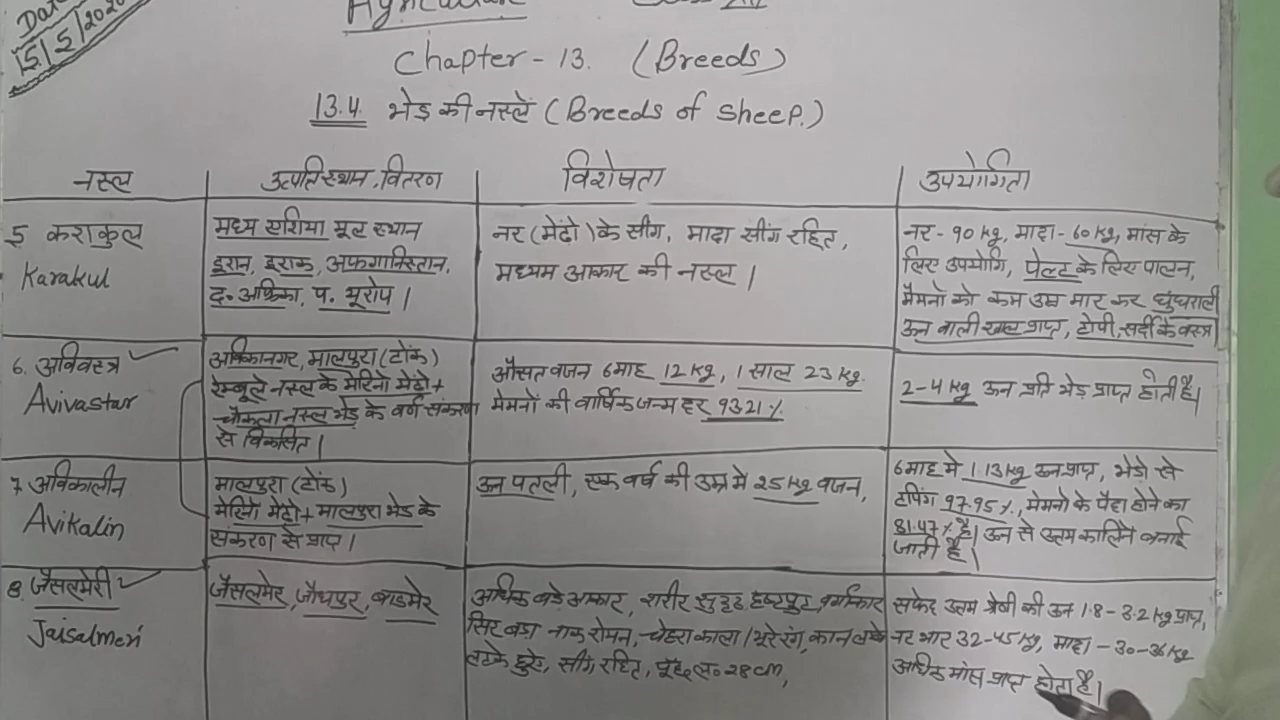 Date
5/5/2020
Chapter - 13. (Breeds)
13.4. भेड़ की नस्लें (Breeds of Sheep.)
नस्ल
उत्पत्ति स्थान, वितरण
विशेषता
उपयोगिता
5 कराकुल
Karakul
मध्य एशिया मूल स्थान
इरान, इराक, अफगानिस्तान,
द॰ अफ्रिका, प. यूरोप।
नर (मेंढो) के सींग, मादा सींग रहित,
मध्यम आकार की नस्ल।
नर - 90 kg, मादा - 60 kg, मांस के
लिए उपयोगि, पेल्ट के लिए पालन,
मैमनों को कम उम्र मार कर घुंघराली
ऊन वाली खाल प्राप्त, टोपी, सर्दी के वस्त्र
6. अविवस्त्र
Avivastar
अविकानगर, मालपुरा (टोंक)
रेम्बूले नस्ल के मेरिनो मेढो +
चौकला नस्ल भेड़ के वर्ण संकरण
से विकसित।
औसत वजन 6 माह 12 kg, 1 साल 23 kg.
मेमनों की वार्षिक जन्म दर 93.21 %
2-4 kg ऊन प्रति भेड़ प्राप्त होती है।
7. अविकालीन
Avikalin
मालपुरा (टोंक)
मेरिनो मेढो + मालपुरा भेड़ के
संकरण से प्राप्त।
ऊन पतली, एक वर्ष की उम्र मे 25 kg वजन,
6 माह मे 1.13 kg ऊन प्राप्त, भेडो से
टपिंग 97.95 %, मेमनो के पैदा होने का
81.47 % है। ऊन से उत्तम कालिने बनाई
जाती है।
8. जैसलमेरी
Jaisalmeri
जैसलमेर, जौधपुर, बाडमेर
अधिक बडे आकार, शरीर सुदृढ हष्टपुष्ट, वर्गाकार
सिर बडा नाक रोमन, चेहरा काला/भूरे रंग, कान लम्बे
लटके हुए, सींग रहित, पूंछ ल॰ 28 cm,
सफेद उत्तम श्रेणी की ऊन 1.8 - 3.2 kg प्राप्त,
नर भार 32-45 kg, मादा - 30-36 kg
अधिक मांस प्राप्त होता है।